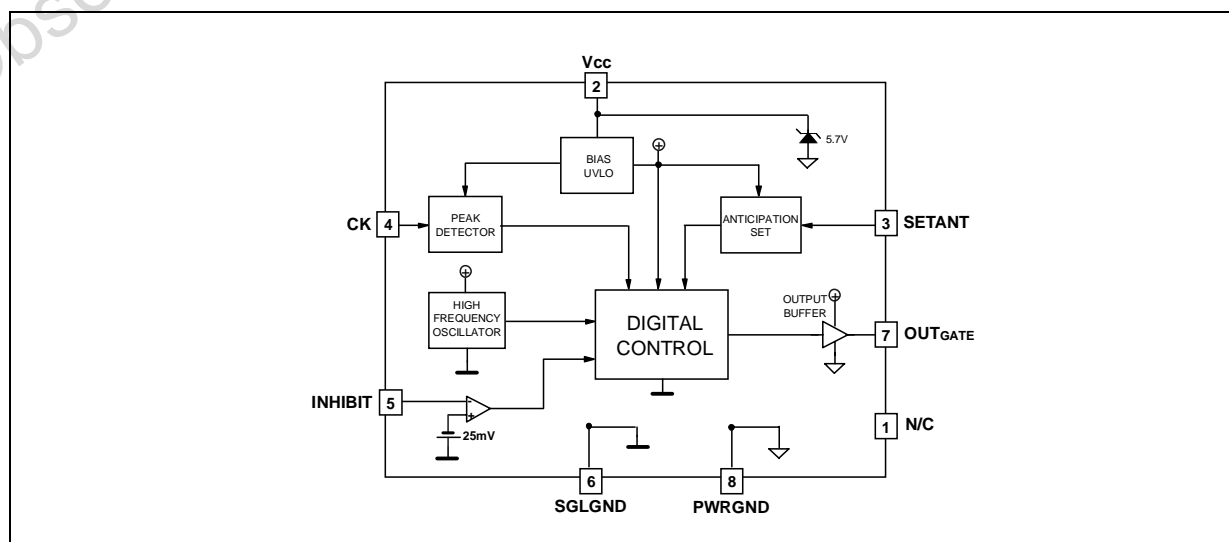 Vcc
2
5.7V
BIAS
UVLO
CK
4
PEAK
DETECTOR
ANTICIPATION
SET
3
SETANT
HIGH
FREQUENCY
OSCILLATOR
DIGITAL
CONTROL
OUTPUT
BUFFER
7
OUTGATE
INHIBIT
5
-
+
25mV
1
N/C
6
SGLGND
8
PWRGND